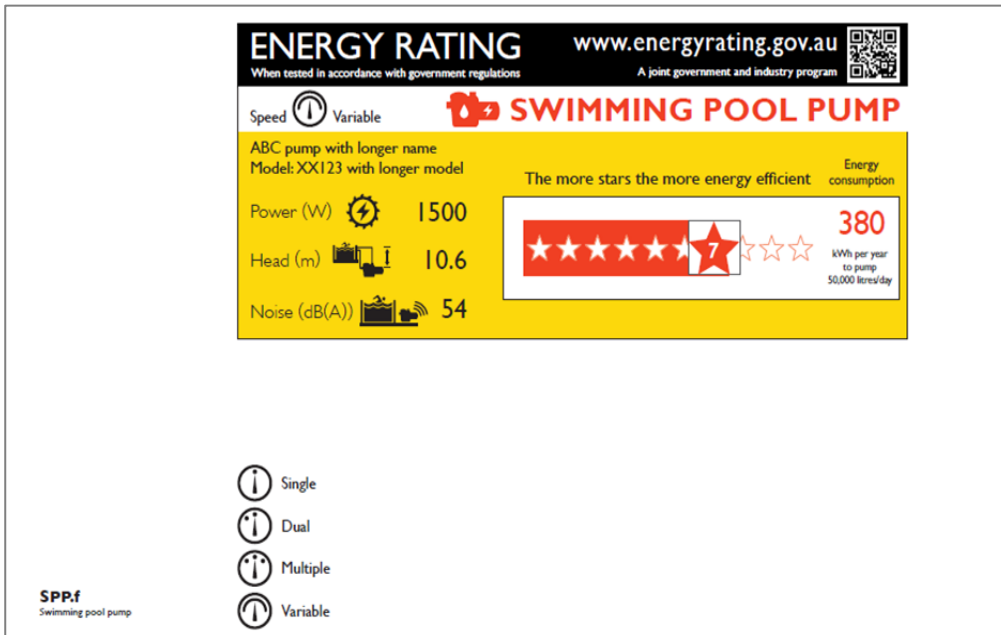 ENERGY RATING
When tested in accordance with government regulations
www.energyrating.gov.au
A joint government and industry program
Speed Variable
SWIMMING POOL PUMP
ABC pump with longer name
Model: XX123 with longer model
Power (W) 1500
Head (m) 10.6
Noise (dB(A)) 54
The more stars the more energy efficient
7
Energy
consumption
380
kWh per year
to pump
50,000 litres/day
Single
Dual
Multiple
Variable
SPP.f
Swimming pool pump